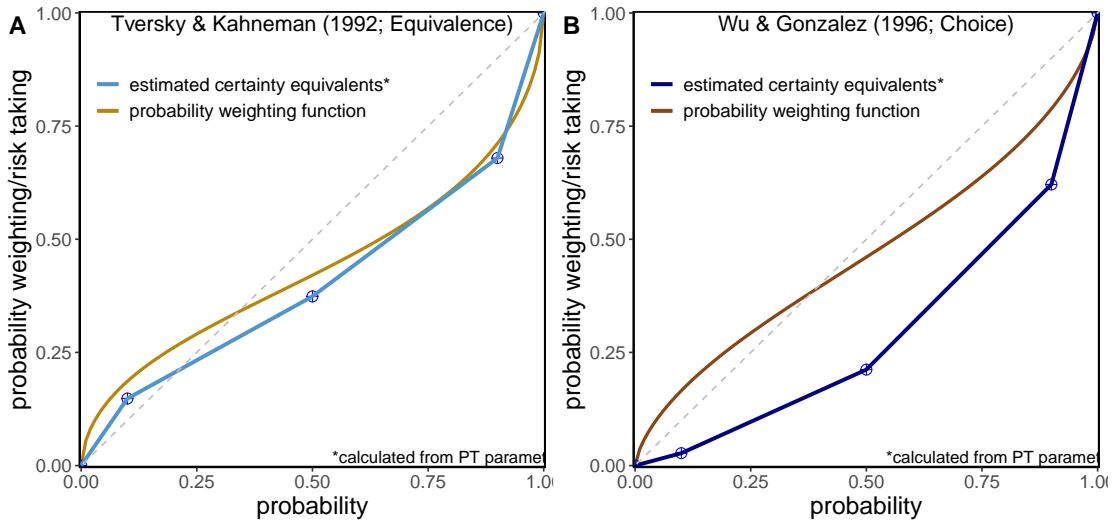 A
Tversky & Kahneman (1992; Equivalence)
estimated certainty equivalents*
probability weighting function
probability weighting/risk taking
1.00
0.75
0.50
0.25
0.00
*calculated from PT paramet
0.00 0.25 0.50 0.75 1.00
probability
B
Wu & Gonzalez (1996; Choice)
estimated certainty equivalents*
probability weighting function
probability weighting/risk taking
1.00
0.75
0.50
0.25
0.00
*calculated from PT paramet
0.00 0.25 0.50 0.75 1.0
probability